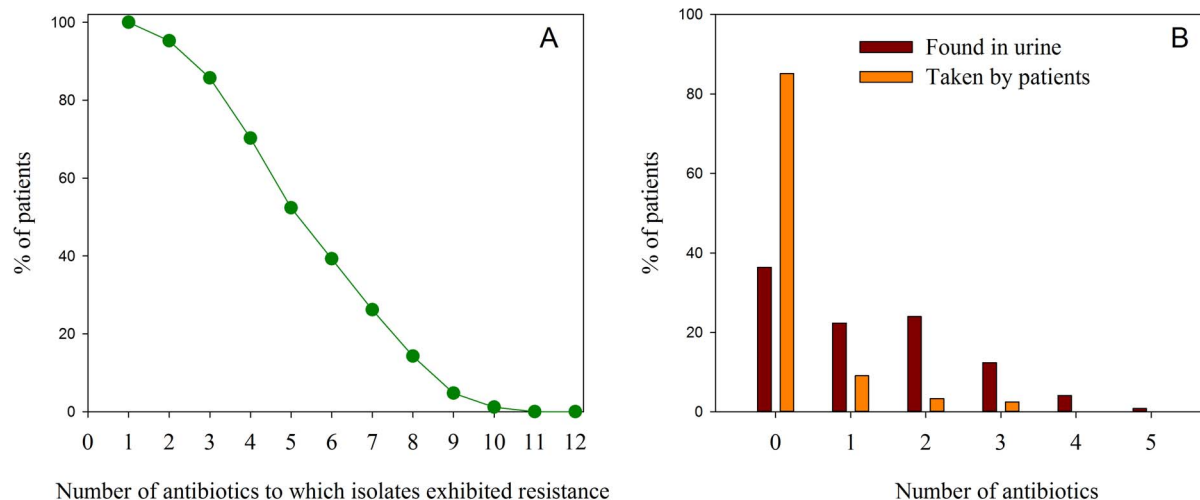 A
% of patients
100
80
60
40
20
0
0 1 2 3 4 5 6 7 8 9 10 11 12
Number of antibiotics to which isolates exhibited resistance
B
Found in urine
Taken by patients
% of patients
100
80
60
40
20
0
0 1 2 3 4 5
Number of antibiotics